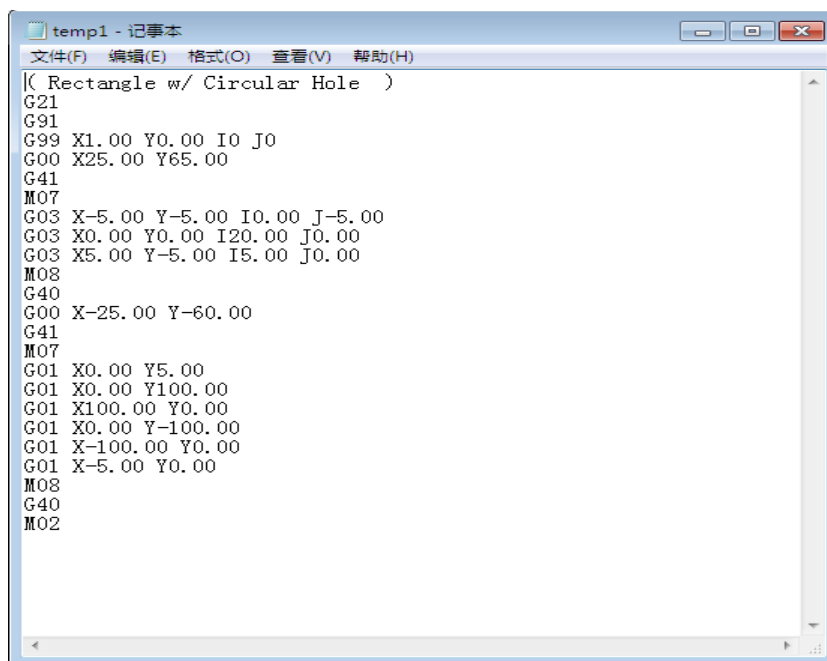 temp1 - 记事本
文件(F) 编辑(E) 格式(O) 查看(V) 帮助(H)
( Rectangle w/ Circular Hole )
G21
G91
G99 X1.00 Y0.00 I0 J0
G00 X25.00 Y65.00
G41
M07
G03 X-5.00 Y-5.00 I0.00 J-5.00
G03 X0.00 Y0.00 I20.00 J0.00
G03 X5.00 Y-5.00 I5.00 J0.00
M08
G40
G00 X-25.00 Y-60.00
G41
M07
G01 X0.00 Y5.00
G01 X0.00 Y100.00
G01 X100.00 Y0.00
G01 X0.00 Y-100.00
G01 X-100.00 Y0.00
G01 X-5.00 Y0.00
M08
G40
M02